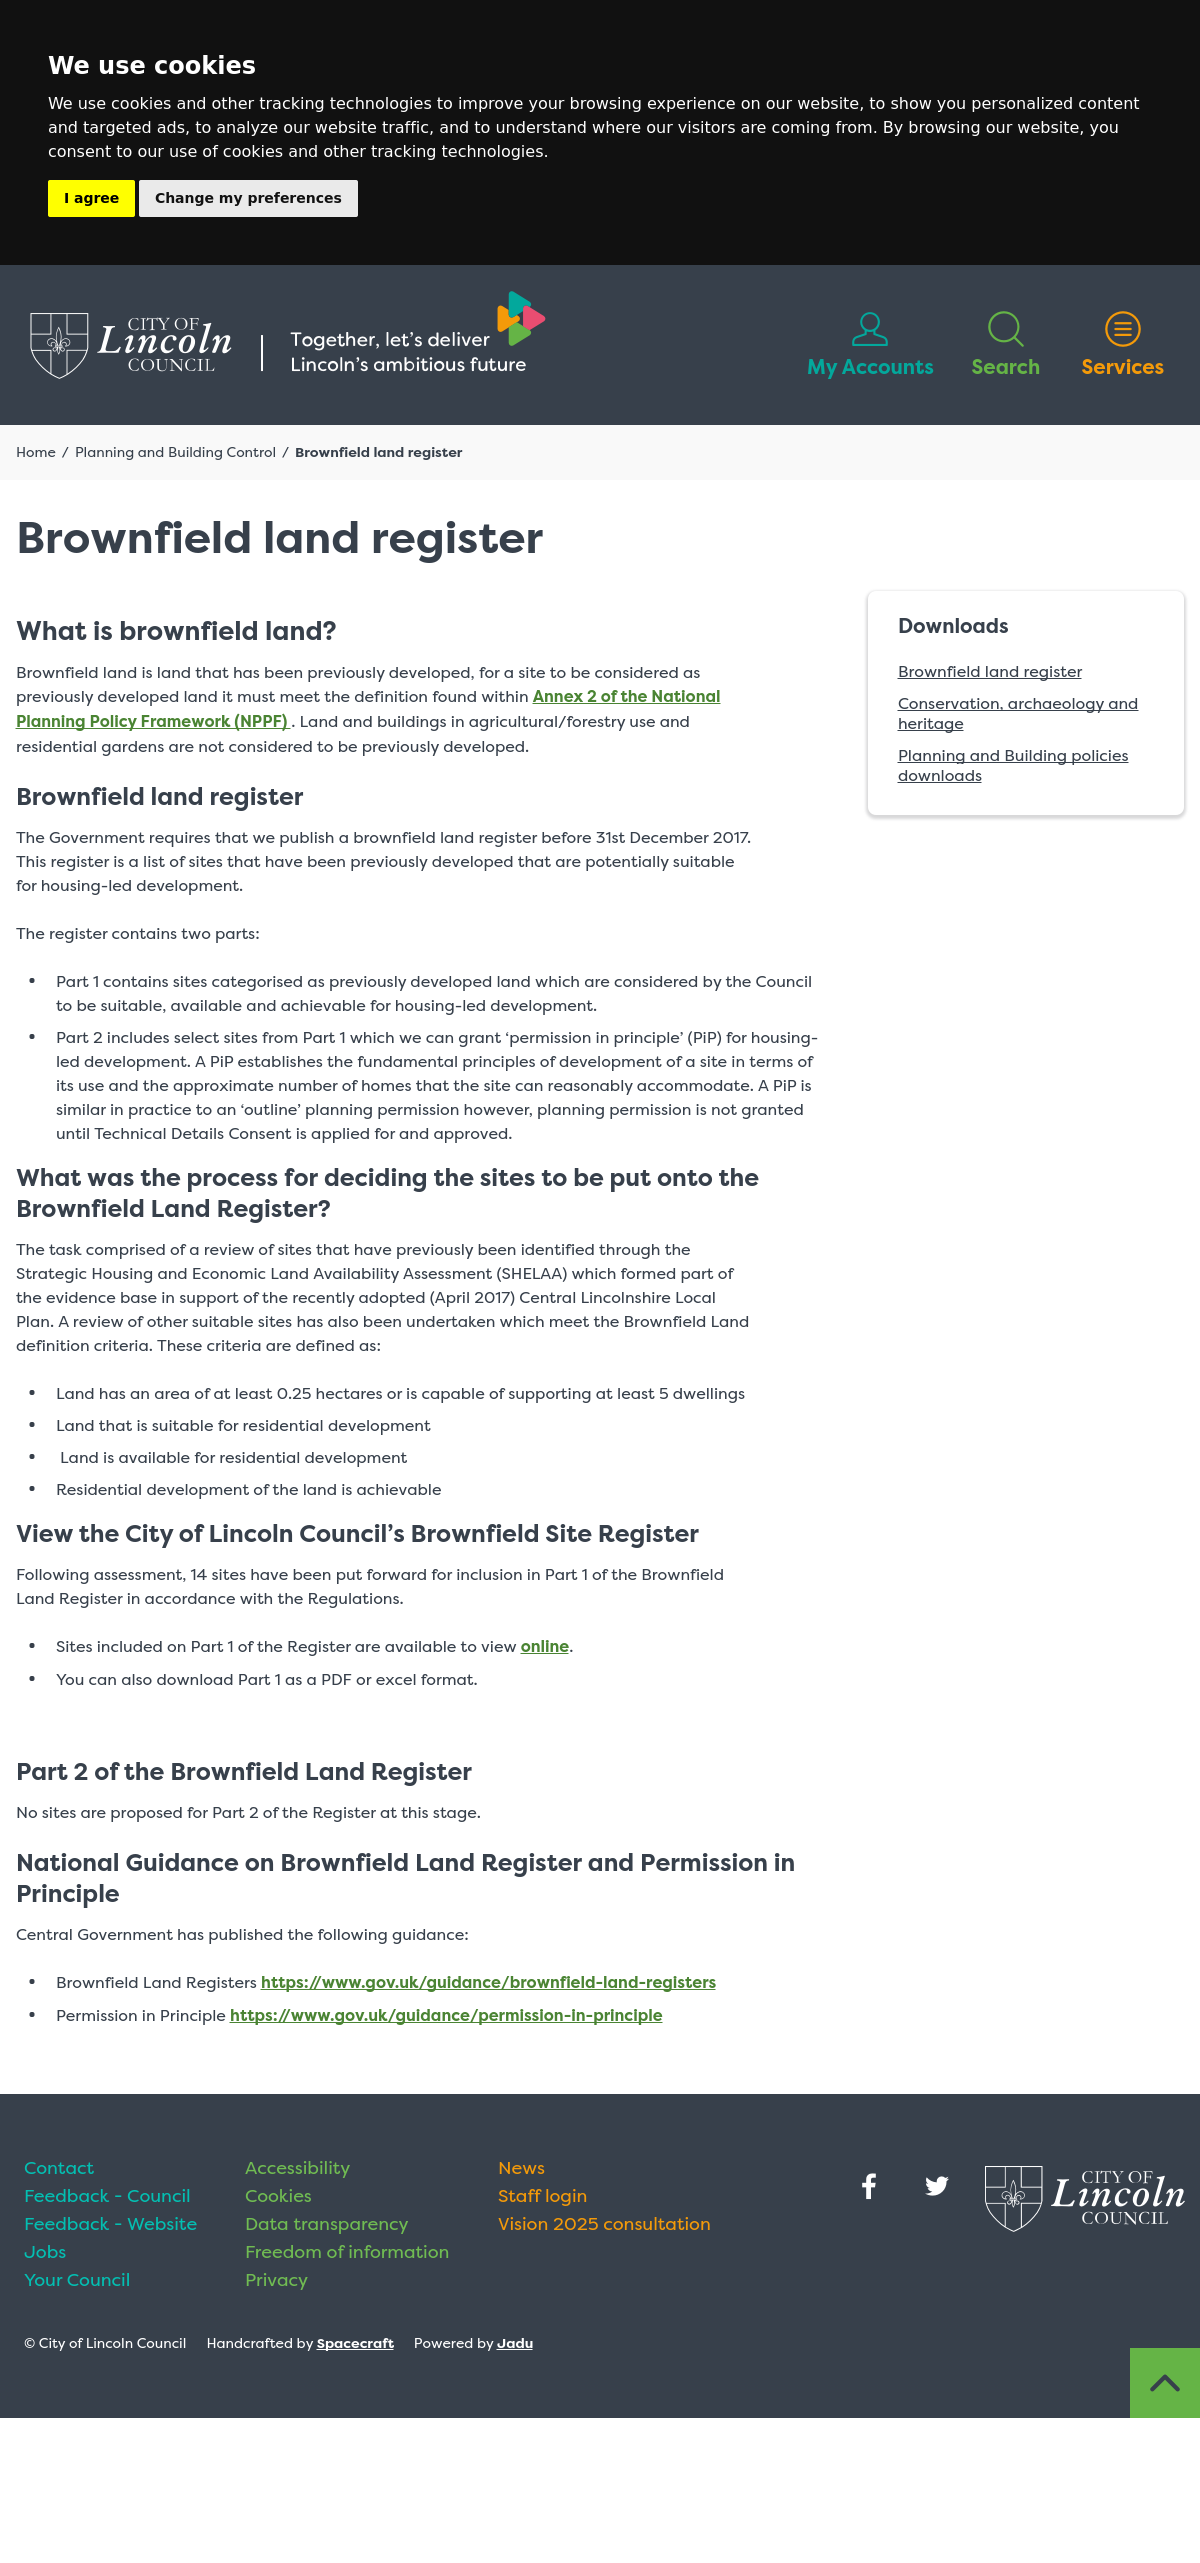 We use cookies
We use cookies and other tracking technologies to improve your browsing experience on our website, to show you personalized content
and targeted ads, to analyze our website traffic, and to understand where our visitors are coming from. By browsing our website, you
consent to our use of cookies and other tracking technologies.
I agree
Change my preferences
CITY OF
Lincoln
COUNCIL
Together, let’s deliver
Lincoln’s ambitious future
My Accounts
Search
Services
Home / Planning and Building Control / Brownfield land register
Brownfield land register
What is brownfield land?
Brownfield land is land that has been previously developed, for a site to be considered as
previously developed land it must meet the definition found within Annex 2 of the National
Planning Policy Framework (NPPF) . Land and buildings in agricultural/forestry use and
residential gardens are not considered to be previously developed.
Brownfield land register
The Government requires that we publish a brownfield land register before 31st December 2017.
This register is a list of sites that have been previously developed that are potentially suitable
for housing-led development.
The register contains two parts:
• Part 1 contains sites categorised as previously developed land which are considered by the Council
to be suitable, available and achievable for housing-led development.
• Part 2 includes select sites from Part 1 which we can grant ‘permission in principle’ (PiP) for housing-
led development. A PiP establishes the fundamental principles of development of a site in terms of
its use and the approximate number of homes that the site can reasonably accommodate. A PiP is
similar in practice to an ‘outline’ planning permission however, planning permission is not granted
until Technical Details Consent is applied for and approved.
What was the process for deciding the sites to be put onto the
Brownfield Land Register?
The task comprised of a review of sites that have previously been identified through the
Strategic Housing and Economic Land Availability Assessment (SHELAA) which formed part of
the evidence base in support of the recently adopted (April 2017) Central Lincolnshire Local
Plan. A review of other suitable sites has also been undertaken which meet the Brownfield Land
definition criteria. These criteria are defined as:
• Land has an area of at least 0.25 hectares or is capable of supporting at least 5 dwellings
• Land that is suitable for residential development
• Land is available for residential development
• Residential development of the land is achievable
View the City of Lincoln Council’s Brownfield Site Register
Following assessment, 14 sites have been put forward for inclusion in Part 1 of the Brownfield
Land Register in accordance with the Regulations.
• Sites included on Part 1 of the Register are available to view online.
• You can also download Part 1 as a PDF or excel format.
Part 2 of the Brownfield Land Register
No sites are proposed for Part 2 of the Register at this stage.
National Guidance on Brownfield Land Register and Permission in
Principle
Central Government has published the following guidance:
• Brownfield Land Registers https://www.gov.uk/guidance/brownfield-land-registers
• Permission in Principle https://www.gov.uk/guidance/permission-in-principle
Downloads
Brownfield land register
Conservation, archaeology and
heritage
Planning and Building policies
downloads
Contact
Feedback - Council
Feedback - Website
Jobs
Your Council
Accessibility
Cookies
Data transparency
Freedom of information
Privacy
News
Staff login
Vision 2025 consultation
CITY OF
Lincoln
COUNCIL
© City of Lincoln Council Handcrafted by Spacecraft Powered by Jadu